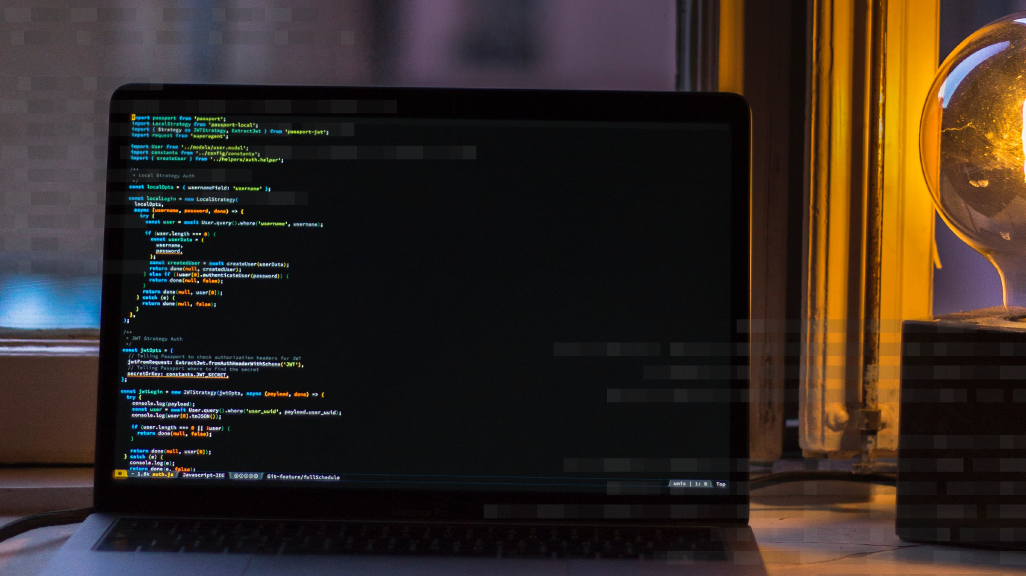 import passport from 'passport';
import LocalStrategy from 'passport-local';
import { Strategy as JWTStrategy, ExtractJwt } from 'passport-jwt';
import request from 'superagent';
import User from '../models/user.model';
import constants from '../config/constants';
import { createUser } from '../helpers/auth.helper';
/**
* Local Strategy Auth
*/
const localOpts = { usernameField: 'username' };
const localLogin = new LocalStrategy(
localOpts,
async (username, password, done) => {
try {
const user = await User.query().where('username', username);
if (user.length === 0) {
const userData = {
username,
password,
};
const createdUser = await createUser(userData);
return done(null, createdUser);
} else if (!user[0].authenticateUser(password)) {
return done(null, false);
}
return done(null, user[0]);
} catch (e) {
return done(null, false);
}
},
);
/**
* JWT Strategy Auth
*/
const jwtOpts = {
// Telling Passport to check authorization headers for JWT
jwtFromRequest: ExtractJwt.fromAuthHeaderWithScheme('JWT'),
// Telling Passport where to find the secret
secretOrKey: constants.JWT_SECRET,
};
const jwtLogin = new JWTStrategy(jwtOpts, async (payload, done) => {
try {
console.log(payload);
const user = await User.query().where('user_uuid', payload.user_uuid);
console.log(user[0].toJSON());
if (user.length === 0 || !user) {
return done(null, false);
}
return done(null, user[0]);
} catch (e) {
console.log(e);
return done(e, false);
- 1.6k auth.js Javascript-IDE Git-feature/fullSchedule unix | 1: 0 Top